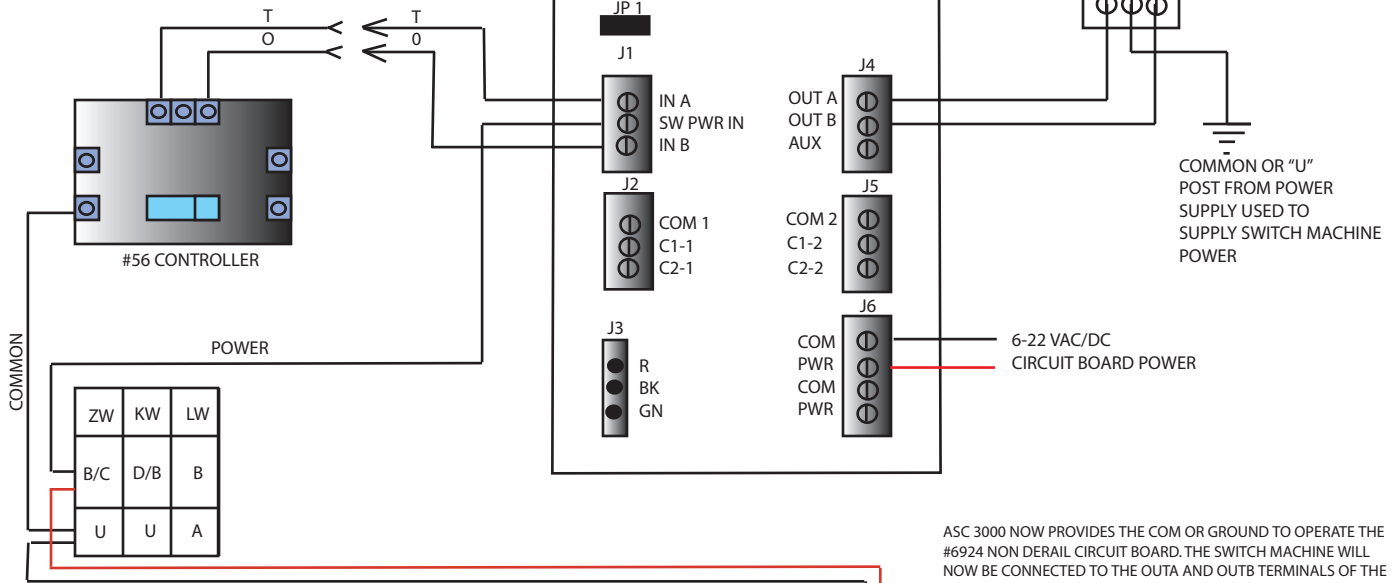 JP 1
T
T
O
0
J1
J4
IN A
SW PWR IN
IN B
OUT A
OUT B
AUX
COMMON OR “U”
POST FROM POWER
SUPPLY USED TO
SUPPLY SWITCH MACHINE
POWER
#56 CONTROLLER
J2
COM 1
C1-1
C2-1
J5
COM 2
C1-2
C2-2
J3
R
BK
GN
J6
COM
PWR
COM
PWR
6-22 VAC/DC
CIRCUIT BOARD POWER
COMMON
POWER
ZW KW LW
B/C D/B B
U U A
ASC 3000 NOW PROVIDES THE COM OR GROUND TO OPERATE THE
#6924 NON DERAIL CIRCUIT BOARD. THE SWITCH MACHINE WILL
NOW BE CONNECTED TO THE OUTA AND OUTB TERMINALS OF THE